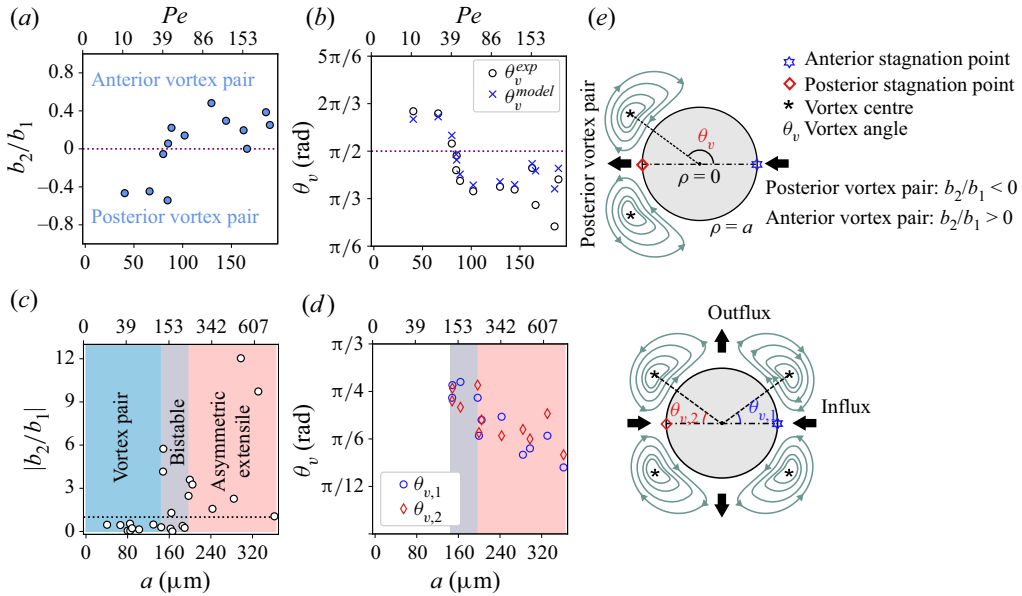 (a)
Pe
0 10 39 86 153
0.8
0.4
0
−0.4
−0.8
b2/b1
Anterior vortex pair
Posterior vortex pair
0 50 100 150
(b)
Pe
0 10 39 86 153
5π/6
2π/3
π/2
π/3
π/6
θv (rad)
θv^exp
θv^model
0 50 100 150
(e)
Posterior vortex pair
θv
ρ = 0
ρ = a
Anterior stagnation point
Posterior stagnation point
Vortex centre
θv Vortex angle
Posterior vortex pair: b2/b1 < 0
Anterior vortex pair: b2/b1 > 0
(c)
0 39 153 342 607
12
9
6
3
0
|b2/b1|
Vortex pair
Bistable
Asymmetric
extensile
0 80 160 240 320
a (μm)
(d)
0 39 153 342 607
π/3
π/4
π/6
π/12
θv (rad)
θv,1
θv,2
0 80 160 240 320
a (μm)
Outflux
Influx
θv,2
θv,1